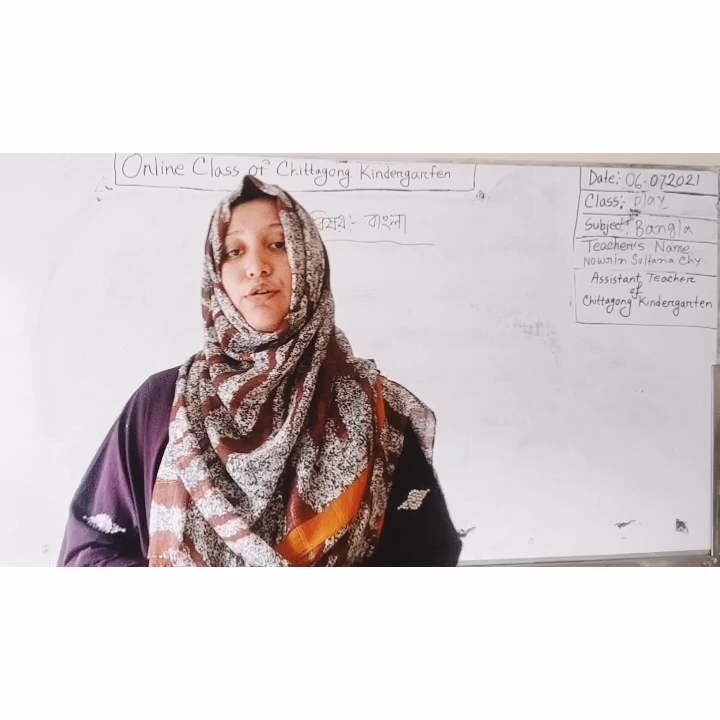 Online Class of Chittagong Kindergarten
বিষয়:- বাংলা
Date: 06-07.2021
Class: play
Subject: Bangla
Teacher's Name
Nowrin Sultana Chy
Assistant Teacher
of
Chittagong Kindergarten